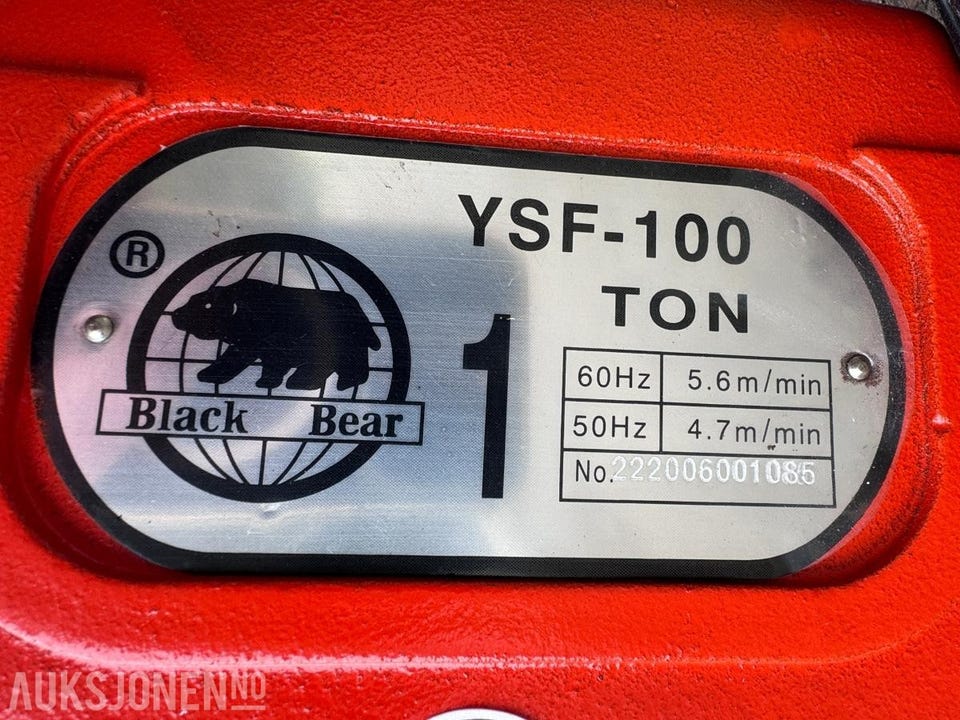 ®
Black Bear
YSF-100
1 TON
60Hz 5.6m/min
50Hz 4.7m/min
No.222006001085
AUKSJONEN.NO